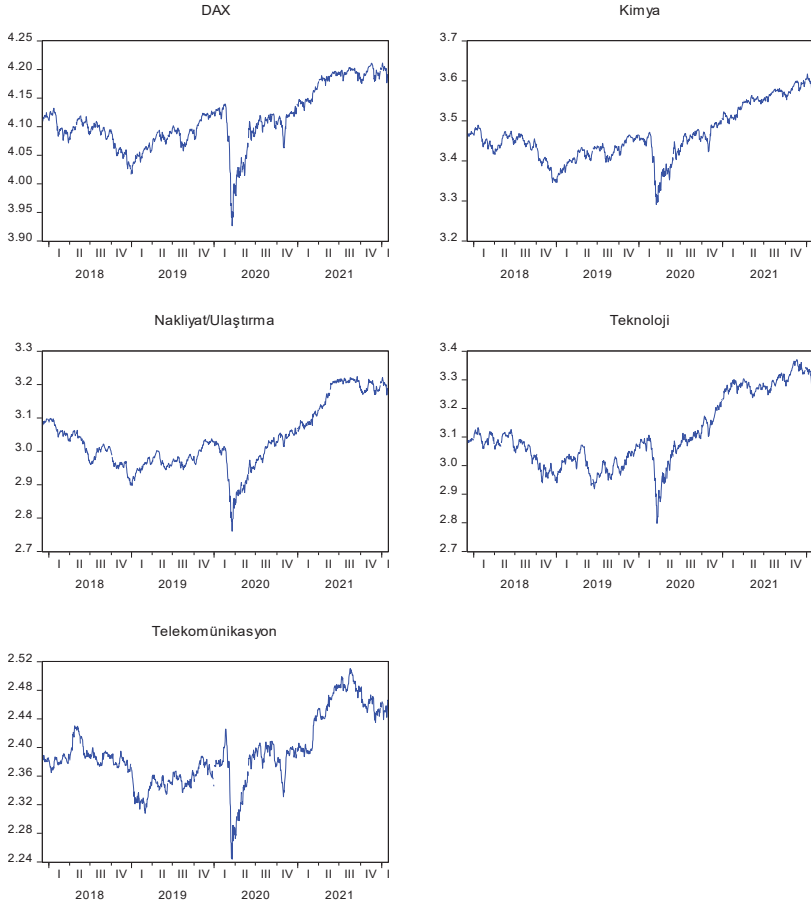 DAX
4.25
4.20
4.15
4.10
4.05
4.00
3.95
3.90
I II III IV I II III IV I II III IV I II III IV I
2018 2019 2020 2021
Kimya
3.7
3.6
3.5
3.4
3.3
3.2
I II III IV I II III IV I II III IV I II III IV
2018 2019 2020 2021
Nakliyat/Ulaştırma
3.3
3.2
3.1
3.0
2.9
2.8
2.7
I II III IV I II III IV I II III IV I II III IV I
2018 2019 2020 2021
Teknoloji
3.4
3.3
3.2
3.1
3.0
2.9
2.8
2.7
I II III IV I II III IV I II III IV I II III IV
2018 2019 2020 2021
Telekomünikasyon
2.52
2.48
2.44
2.40
2.36
2.32
2.28
2.24
I II III IV I II III IV I II III IV I II III IV I
2018 2019 2020 2021